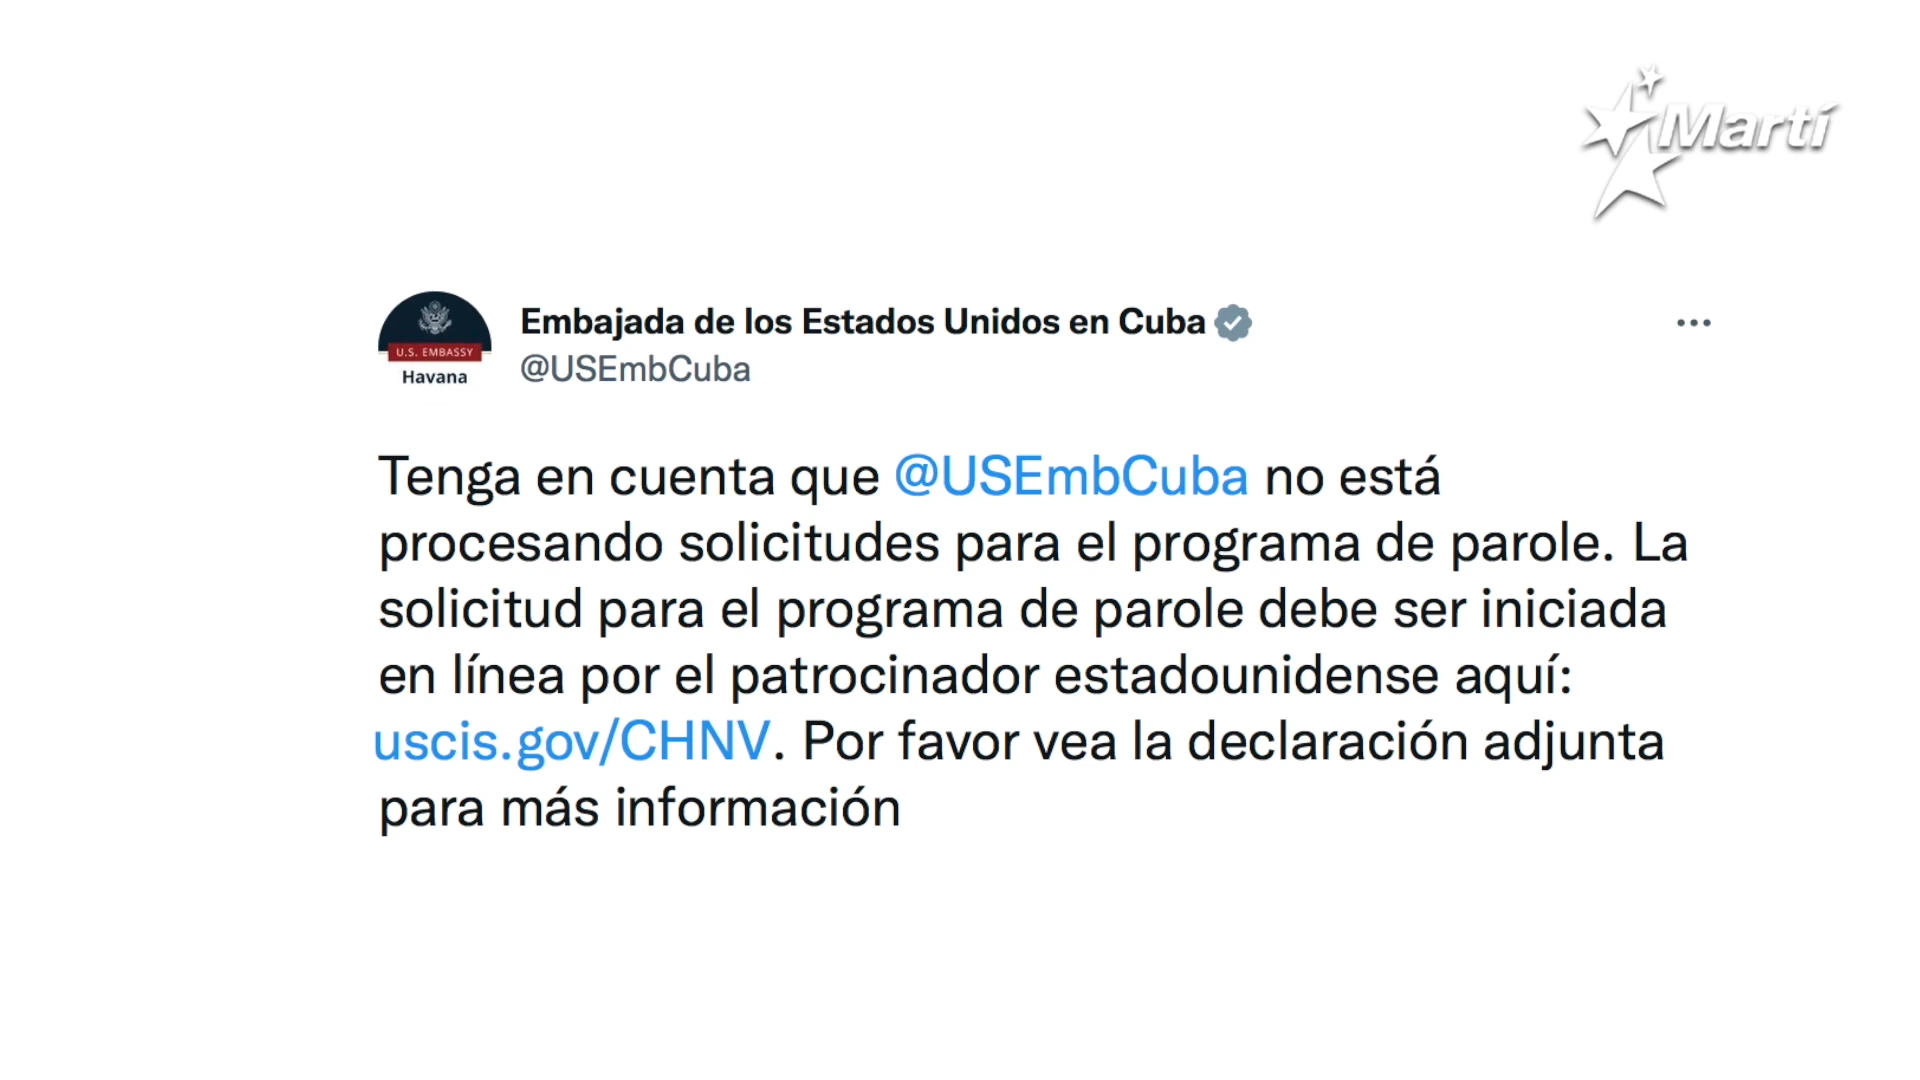 Martí
Embajada de los Estados Unidos en Cuba
@USEmbCuba
U.S. EMBASSY
Havana
Tenga en cuenta que @USEmbCuba no está
procesando solicitudes para el programa de parole. La
solicitud para el programa de parole debe ser iniciada
en línea por el patrocinador estadounidense aquí:
uscis.gov/CHNV. Por favor vea la declaración adjunta
para más información